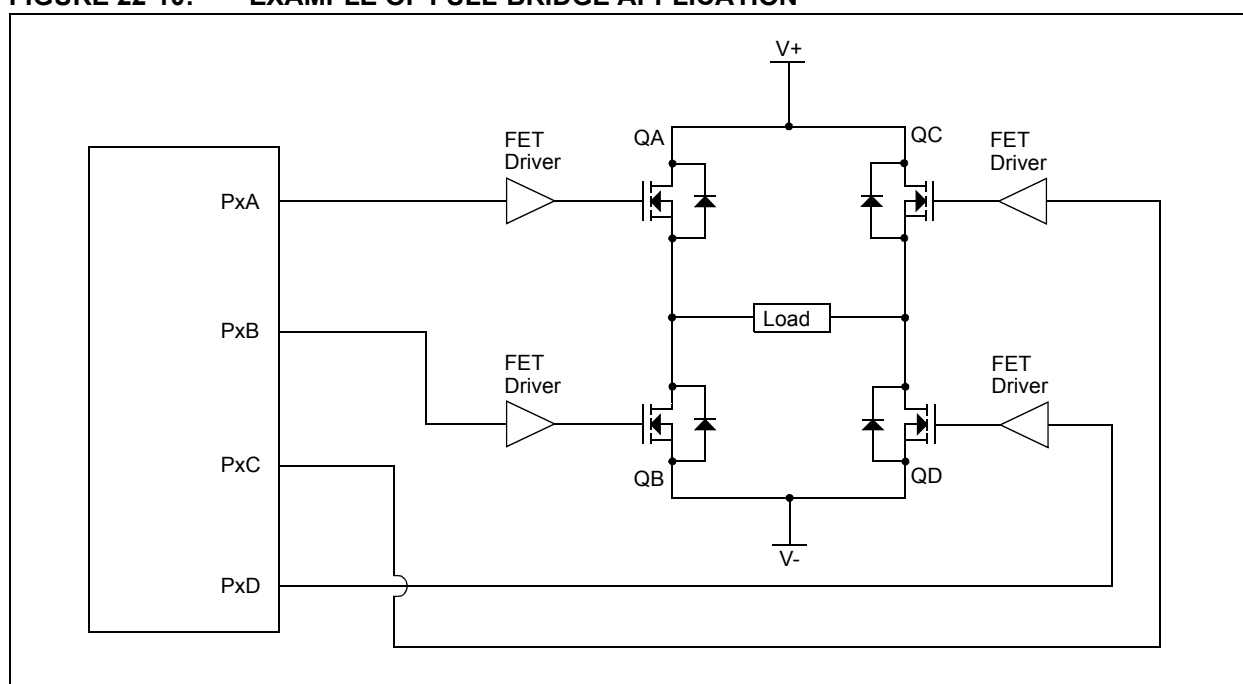 FIGURE 22-10: EXAMPLE OF FULL-BRIDGE APPLICATION
V+
FET
Driver
QA
QC
FET
Driver
PxA
Load
PxB
FET
Driver
FET
Driver
PxC
QB
QD
V-
PxD